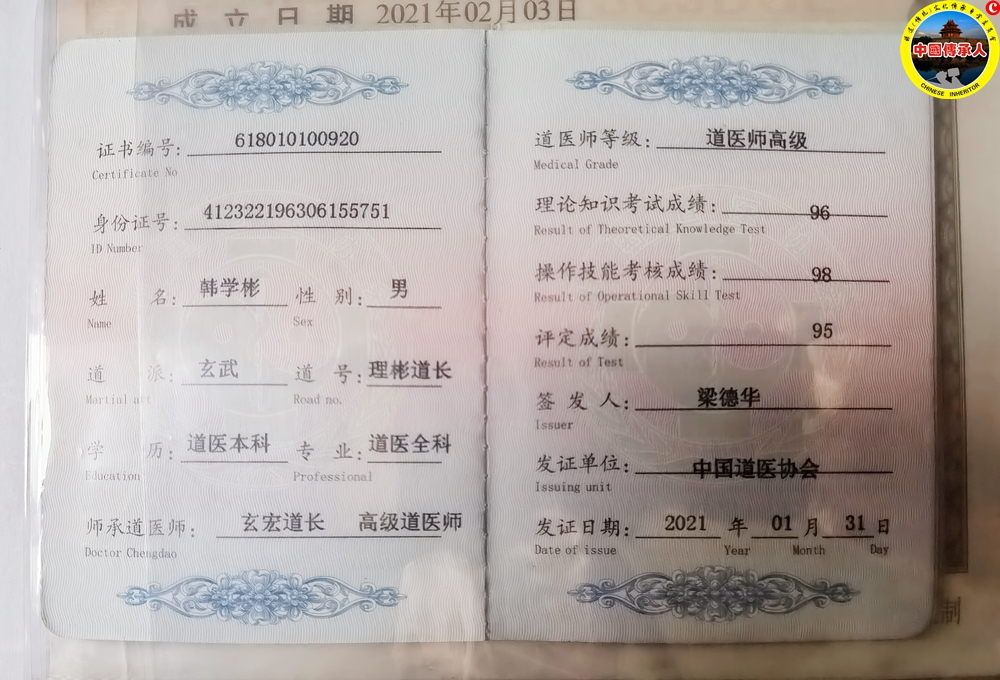 成立日期 2021年02月03日
中國傳承人
CHINESE INHERITOR
证书编号: 618010100920
Certificate No
身份证号: 412322196306155751
ID Number
姓 名: 韩学彬 性 别: 男
Name Sex
道 派: 玄武 道 号: 理彬道长
Martial art Road no.
学 历: 道医本科 专 业: 道医全科
Education Professional
师承道医师: 玄宏道长 高级道医师
Doctor Chengdao
道医师等级: 道医师高级
Medical Grade
理论知识考试成绩: 96
Result of Theoretical Knowledge Test
操作技能考核成绩: 98
Result of Operational Skill Test
评定成绩: 95
Result of Test
签 发 人: 梁德华
Issuer
发证单位: 中国道医协会
Issuing unit
发证日期: 2021 年 01 月 31 日
Date of issue Year Month Day
制